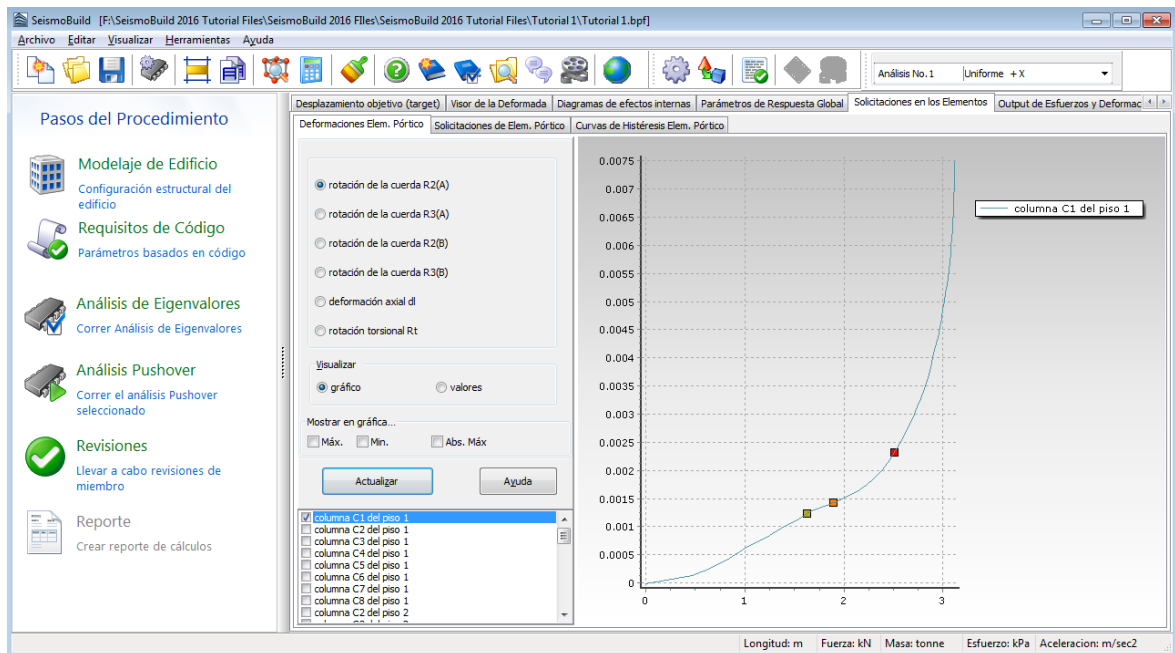 SeismoBuild [F:\SeismoBuild 2016 Tutorial Files\SeismoBuild 2016 FIles\SeismoBuild 2016 Tutorial Files\Tutorial 1\Tutorial 1.bpf]
Archivo Editar Visualizar Herramientas Ayuda
Análisis No. 1 Uniforme +X
Pasos del Procedimiento
Modelaje de Edificio
Configuración estructural del
edificio
Requisitos de Código
Parámetros basados en código
Análisis de Eigenvalores
Correr Análisis de Eigenvalores
Análisis Pushover
Correr el análisis Pushover
seleccionado
Revisiones
Llevar a cabo revisiones de
miembro
Reporte
Crear reporte de cálculos
Desplazamiento objetivo (target) Visor de la Deformada Diagramas de efectos internas Parámetros de Respuesta Global Solicitaciones en los Elementos Output de Esfuerzos y Deformac
Deformaciones Elem. Pórtico Solicitaciones de Elem. Pórtico Curvas de Histéresis Elem. Pórtico
rotación de la cuerda R2(A)
rotación de la cuerda R3(A)
rotación de la cuerda R2(B)
rotación de la cuerda R3(B)
deformación axial dl
rotación torsional Rt
Visualizar
gráfico valores
Mostrar en gráfica...
Máx. Min. Abs. Máx
Actualizar Ayuda
columna C1 del piso 1
columna C2 del piso 1
columna C3 del piso 1
columna C4 del piso 1
columna C5 del piso 1
columna C6 del piso 1
columna C7 del piso 1
columna C8 del piso 1
columna C2 del piso 2
0.0075
0.007
0.0065
0.006
0.0055
0.005
0.0045
0.004
0.0035
0.003
0.0025
0.002
0.0015
0.001
0.0005
0
0 1 2 3
columna C1 del piso 1
Longitud: m Fuerza: kN Masa: tonne Esfuerzo: kPa Aceleracion: m/sec2